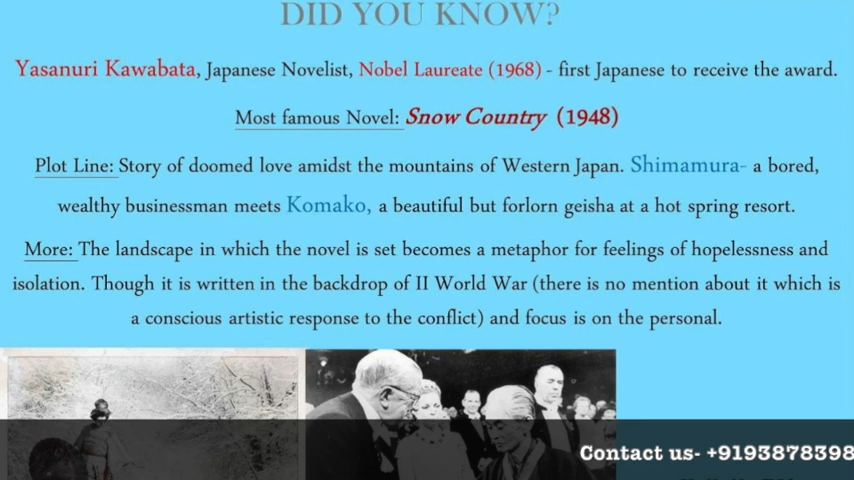 DID YOU KNOW?
Yasanuri Kawabata, Japanese Novelist, Nobel Laureate (1968) - first Japanese to receive the award.
Most famous Novel: Snow Country (1948)
Plot Line: Story of doomed love amidst the mountains of Western Japan. Shimamura- a bored,
wealthy businessman meets Komako, a beautiful but forlorn geisha at a hot spring resort.
More: The landscape in which the novel is set becomes a metaphor for feelings of hopelessness and
isolation. Though it is written in the backdrop of II World War (there is no mention about it which is
a conscious artistic response to the conflict) and focus is on the personal.
Contact us- +9193878398